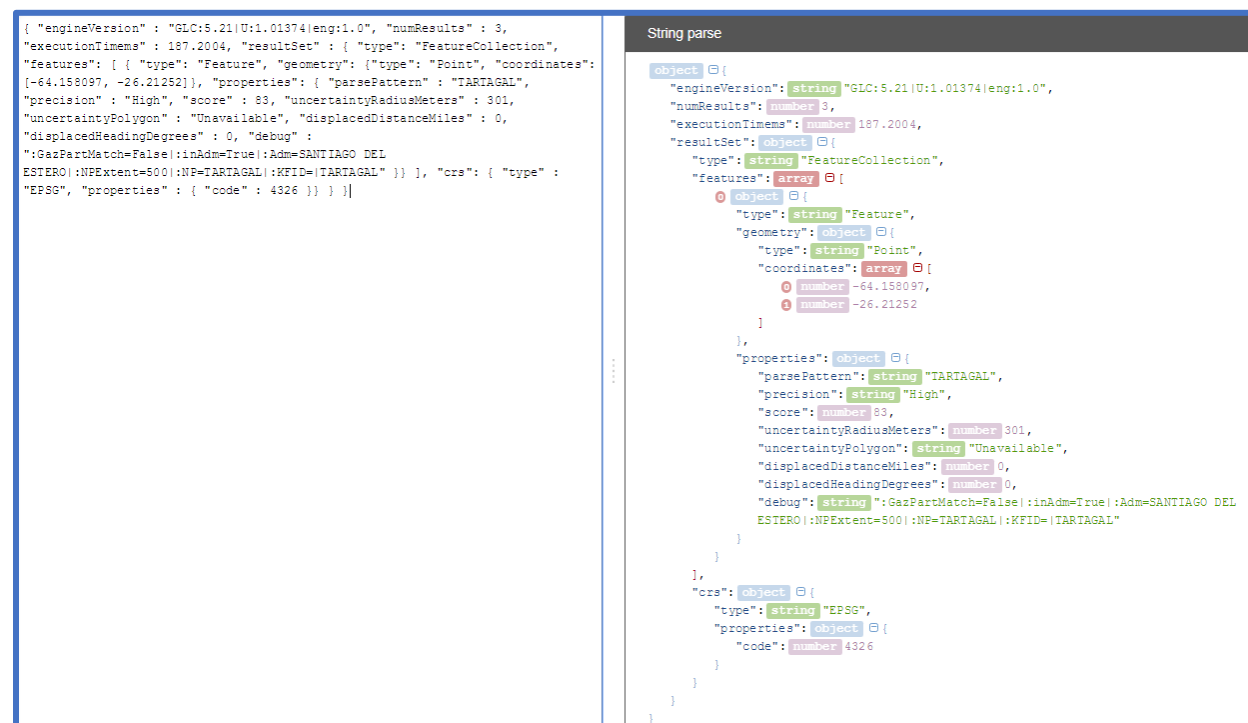 { "engineVersion" : "GLC:5.21|U:1.01374|eng:1.0", "numResults" : 3,
"executionTimems" : 187.2004, "resultSet" : { "type": "FeatureCollection",
"features": [ { "type": "Feature", "geometry": {"type": "Point", "coordinates":
[-64.158097, -26.21252]}, "properties": { "parsePattern" : "TARTAGAL",
"precision" : "High", "score" : 83, "uncertaintyRadiusMeters" : 301,
"uncertaintyPolygon" : "Unavailable", "displacedDistanceMiles" : 0,
"displacedHeadingDegrees" : 0, "debug" :
":GazPartMatch=False|:inAdm=True|:Adm=SANTIAGO DEL
ESTERO|:NPExtent=500|:NP=TARTAGAL|:KFID=|TARTAGAL" }} ], "crs": { "type" :
"EPSG", "properties" : { "code" : 4326 }} } }
String parse
object {
"engineVersion": string "GLC:5.21|U:1.01374|eng:1.0",
"numResults": number 3,
"executionTimems": number 187.2004,
"resultSet": object {
"type": string "FeatureCollection",
"features": array [
0 object {
"type": string "Feature",
"geometry": object {
"type": string "Point",
"coordinates": array [
0 number -64.158097,
1 number -26.21252
]
},
"properties": object {
"parsePattern": string "TARTAGAL",
"precision": string "High",
"score": number 83,
"uncertaintyRadiusMeters": number 301,
"uncertaintyPolygon": string "Unavailable",
"displacedDistanceMiles": number 0,
"displacedHeadingDegrees": number 0,
"debug": string ":GazPartMatch=False|:inAdm=True|:Adm=SANTIAGO DEL
ESTERO|:NPExtent=500|:NP=TARTAGAL|:KFID=|TARTAGAL"
}
}
],
"crs": object {
"type": string "EPSG",
"properties": object {
"code": number 4326
}
}
}
}